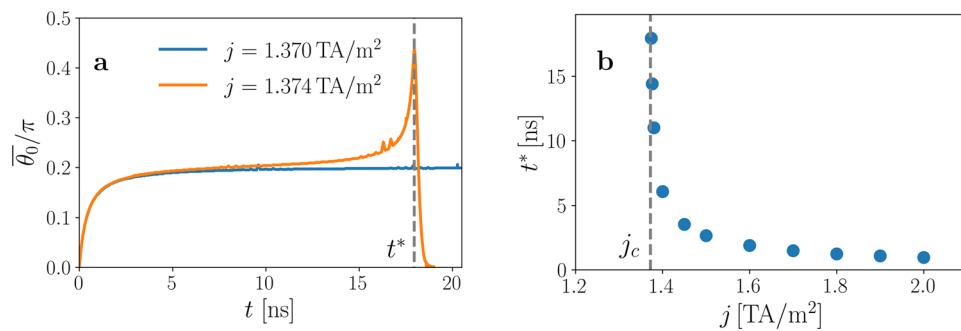 a
j = 1.370 TA/m²
j = 1.374 TA/m²
0.5
0.4
0.3
0.2
0.1
0.0
θ̅₀/π
t*
0 5 10 15 20
t [ns]
b
15
10
5
0
t* [ns]
j_c
1.2 1.4 1.6 1.8 2.0
j [TA/m²]